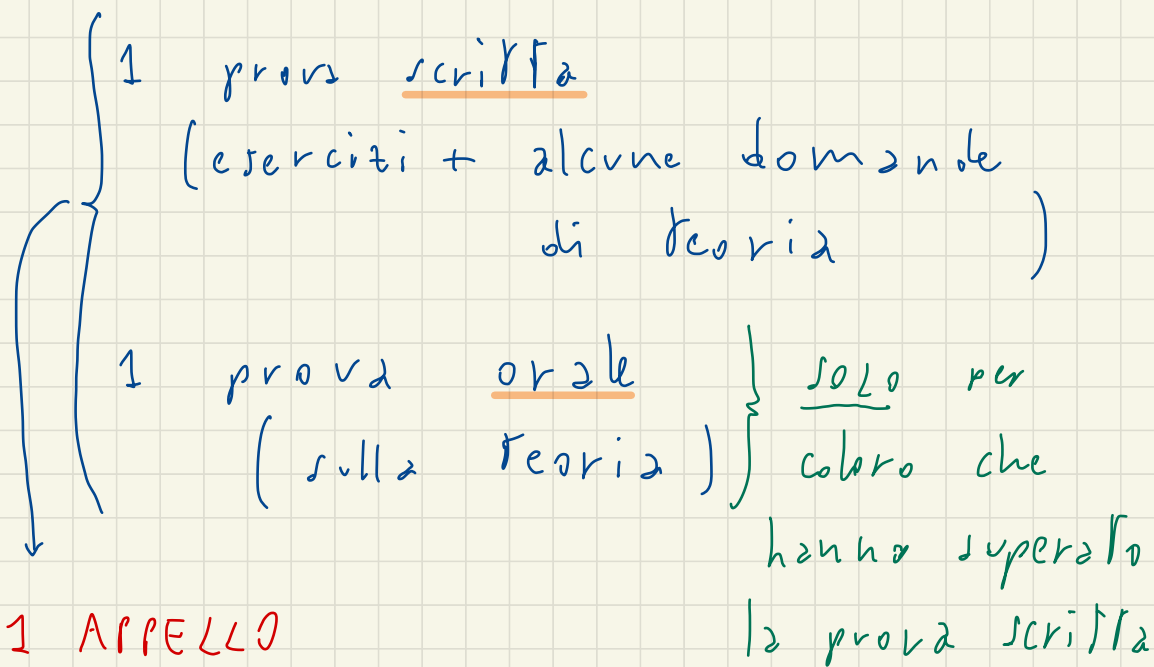 1 prova scritta
(esercizi + alcune domande
di teoria)
1 prova orale
(sulla teoria)
SOLO per
coloro che
hanno superato
la prova scritta
1 APPELLO